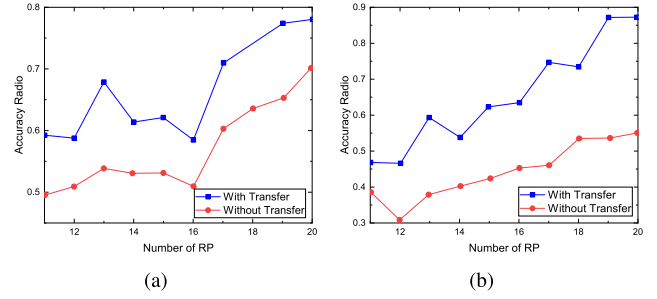 0.8
0.7
0.6
0.5
Accuracy Radio
12
14
16
18
20
Number of RP
With Transfer
Without Transfer
(a)
0.9
0.8
0.7
0.6
0.5
0.4
0.3
Accuracy Radio
12
14
16
18
20
Number of RP
With Transfer
Without Transfer
(b)